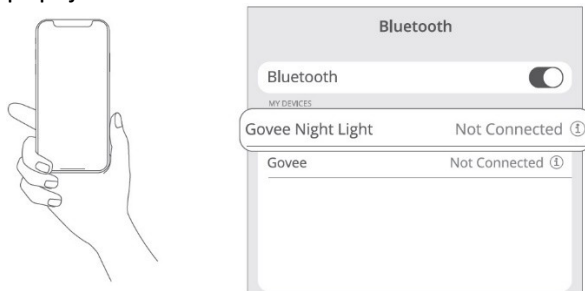 Bluetooth
Bluetooth
MY DEVICES
Govee Night Light Not Connected ⓘ
Govee Not Connected ⓘ